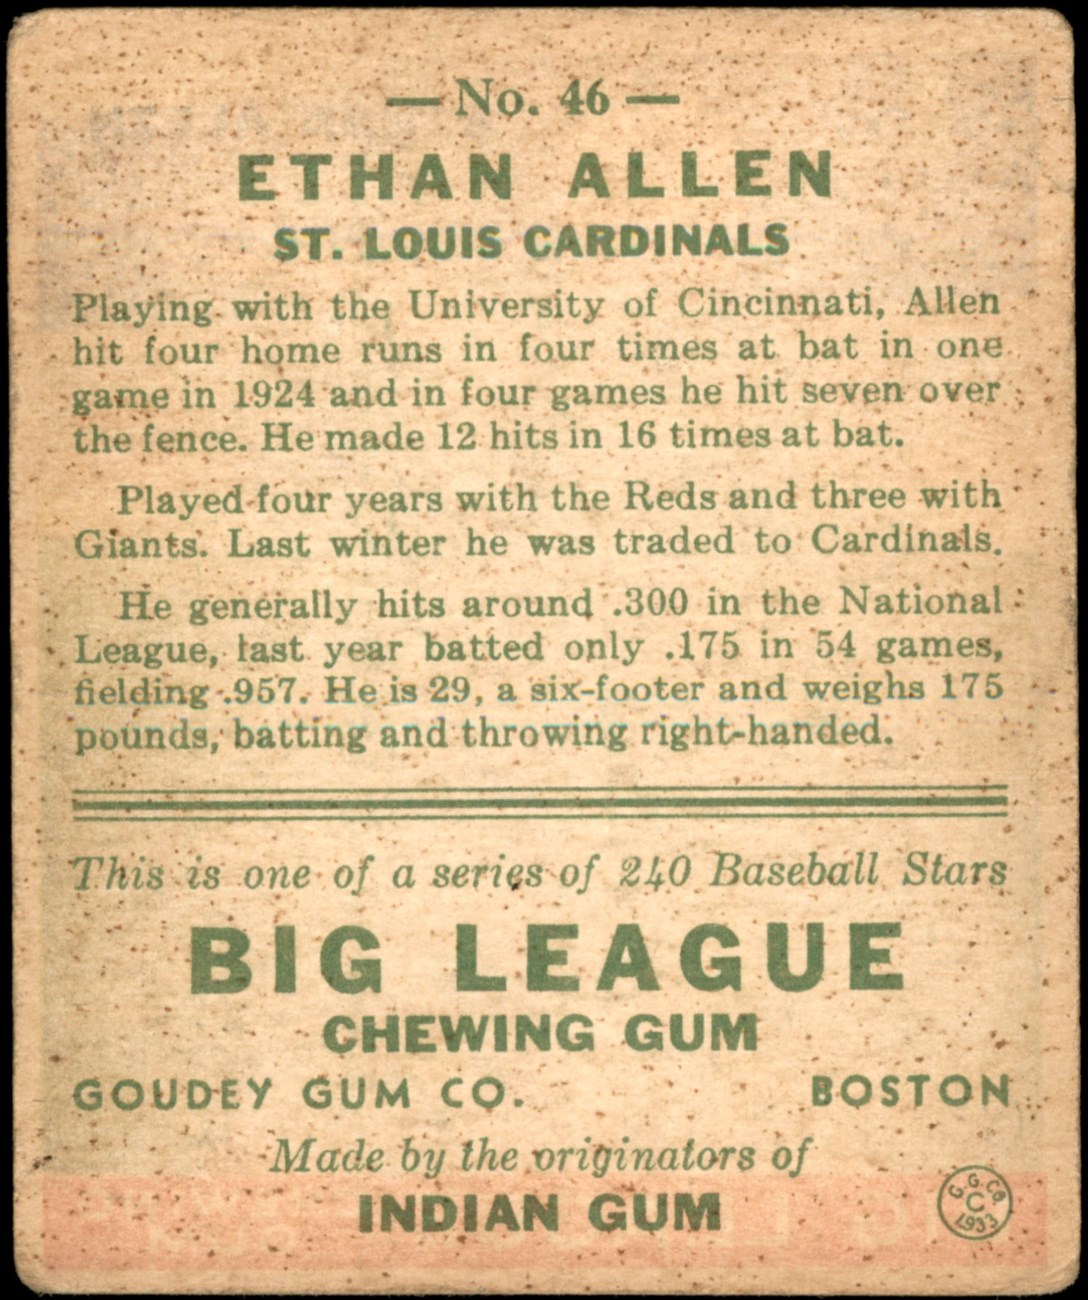 — No. 46 —
ETHAN ALLEN
ST. LOUIS CARDINALS
Playing with the University of Cincinnati, Allen
hit four home runs in four times at bat in one
game in 1924 and in four games he hit seven over
the fence. He made 12 hits in 16 times at bat.
Played four years with the Reds and three with
Giants. Last winter he was traded to Cardinals.
He generally hits around .300 in the National
League, last year batted only .175 in 54 games,
fielding .957. He is 29, a six-footer and weighs 175
pounds, batting and throwing right-handed.
This is one of a series of 240 Baseball Stars
BIG LEAGUE
CHEWING GUM
GOUDEY GUM CO. BOSTON
Made by the originators of
INDIAN GUM
G. G. Co.
C
1933